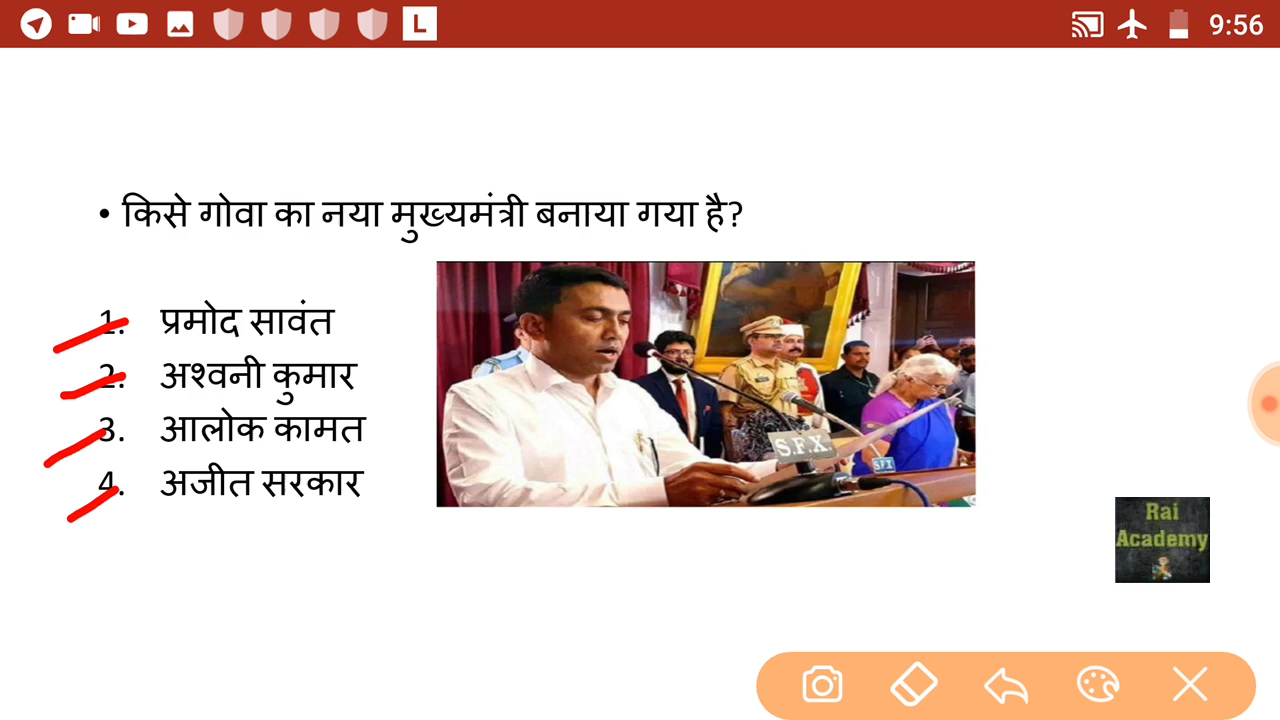 L
9:56
• किसे गोवा का नया मुख्यमंत्री बनाया गया है?
1. प्रमोद सावंत
2. अश्वनी कुमार
3. आलोक कामत
4. अजीत सरकार
S.F.X.
SFX
Rai
Academy